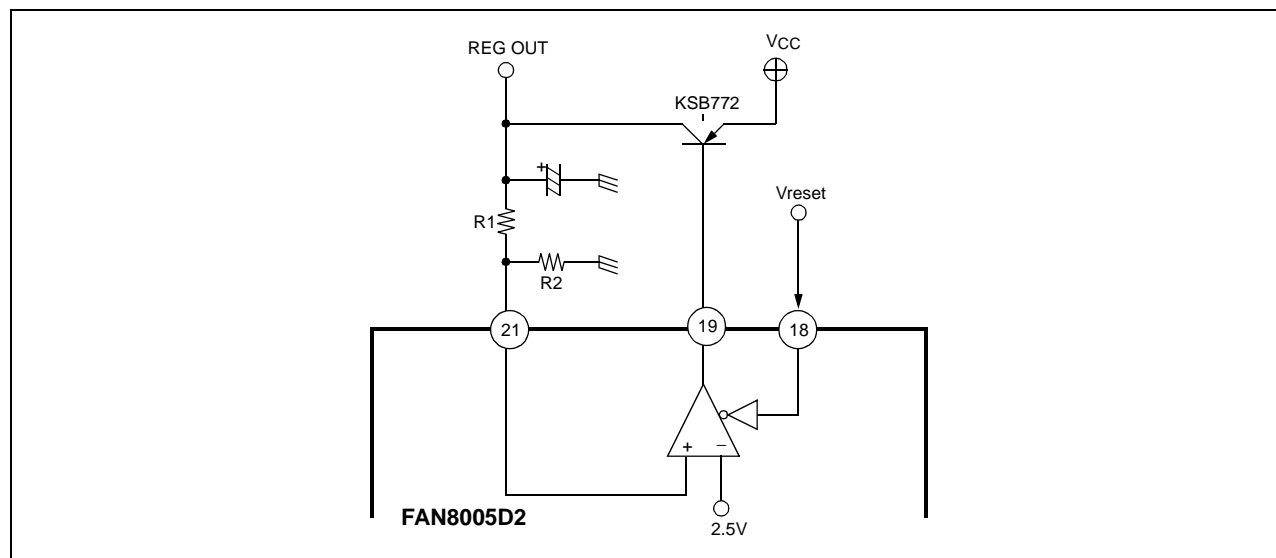 REG OUT
VCC
KSB772
+
Vreset
R1
R2
21
19
18
+ −
2.5V
FAN8005D2